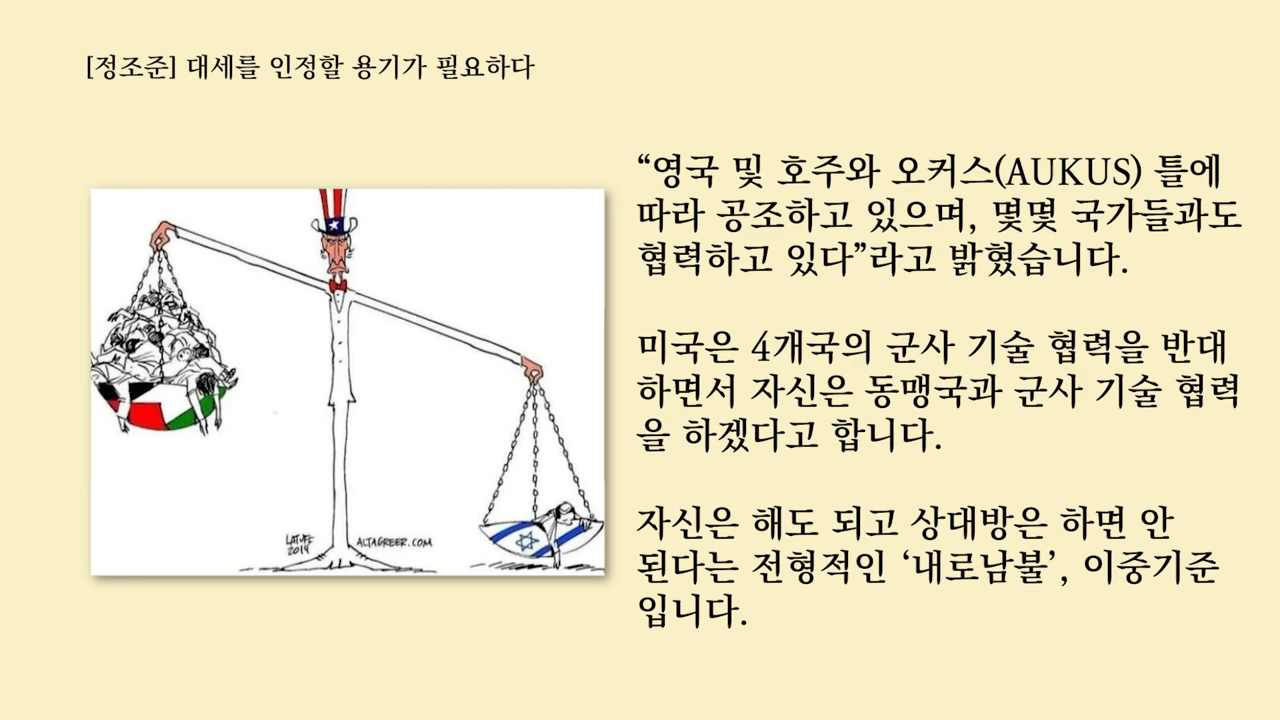 [정조준] 대세를 인정할 용기가 필요하다
“영국 및 호주와 오커스(AUKUS) 틀에
따라 공조하고 있으며, 몇몇 국가들과도
협력하고 있다”라고 밝혔습니다.
미국은 4개국의 군사 기술 협력을 반대
하면서 자신은 동맹국과 군사 기술 협력
을 하겠다고 합니다.
자신은 해도 되고 상대방은 하면 안
된다는 전형적인 ‘내로남불’, 이중기준
입니다.
LATUFF
2014
ALTAGREER.COM